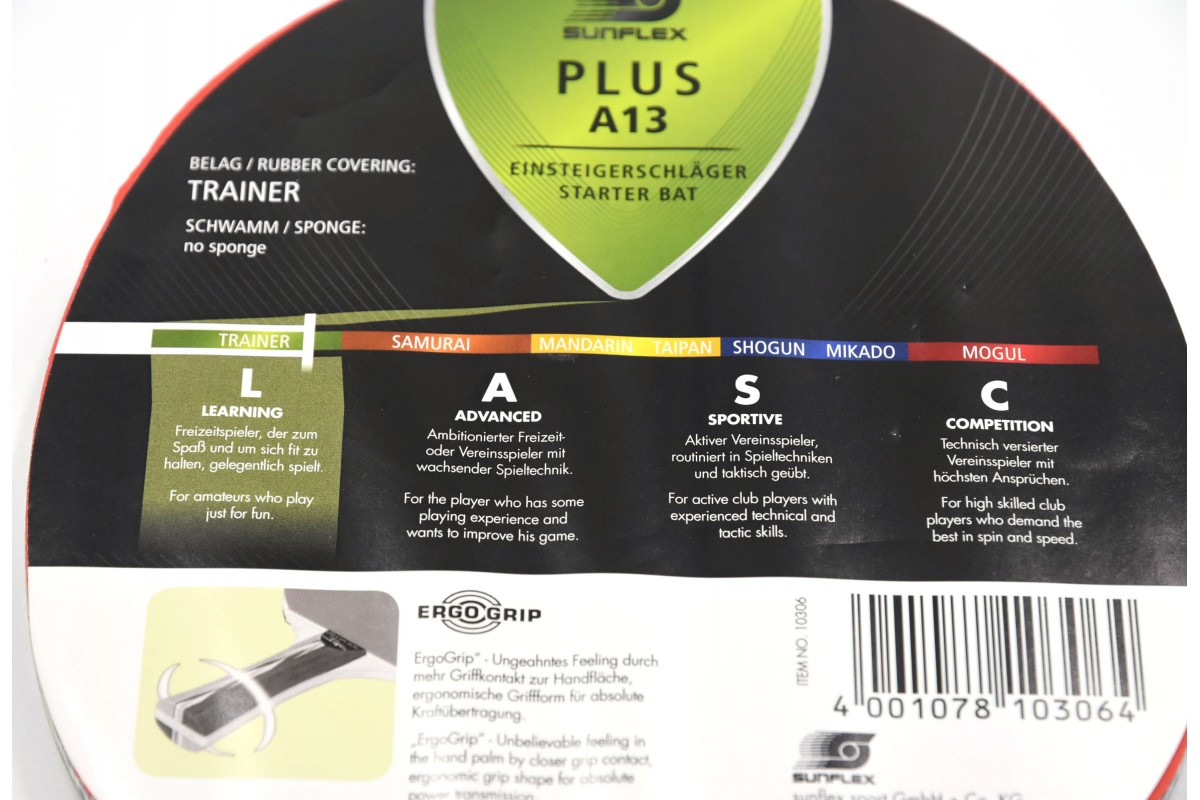 SUNFLEX
PLUS
A13
EINSTEIGERSCHLÄGER
STARTER BAT
BELAG / RUBBER COVERING:
TRAINER
SCHWAMM / SPONGE:
no sponge
TRAINER SAMURAI MANDARIN TAIPAN SHOGUN MIKADO MOGUL
L
LEARNING
Freizeitspieler, der zum
Spaß und um sich fit zu
halten, gelegentlich spielt.
For amateurs who play
just for fun.
A
ADVANCED
Ambitionierter Freizeit-
oder Vereinsspieler mit
wachsender Spieltechnik.
For the player who has some
playing experience and
wants to improve his game.
S
SPORTIVE
Aktiver Vereinsspieler,
routiniert in Spieltechniken
und taktisch geübt.
For active club players with
experienced technical and
tactic skills.
C
COMPETITION
Technisch versierter
Vereinsspieler mit
höchsten Ansprüchen.
For high skilled club
players who demand the
best in spin and speed.
ERGO GRIP
ErgoGrip" - Ungeahntes Feeling durch
mehr Griffkontakt zur Handfläche,
ergonomische Griffform für absolute
Kraftübertragung.
„ErgoGrip" - Unbelievable feeling in
the hand palm by closer grip contact,
ergonomic grip shape for absolute
power transmission.
ITEM NO. 10306
4 001078 103064
SUNFLEX
sunflex sport GmbH + Co. KG